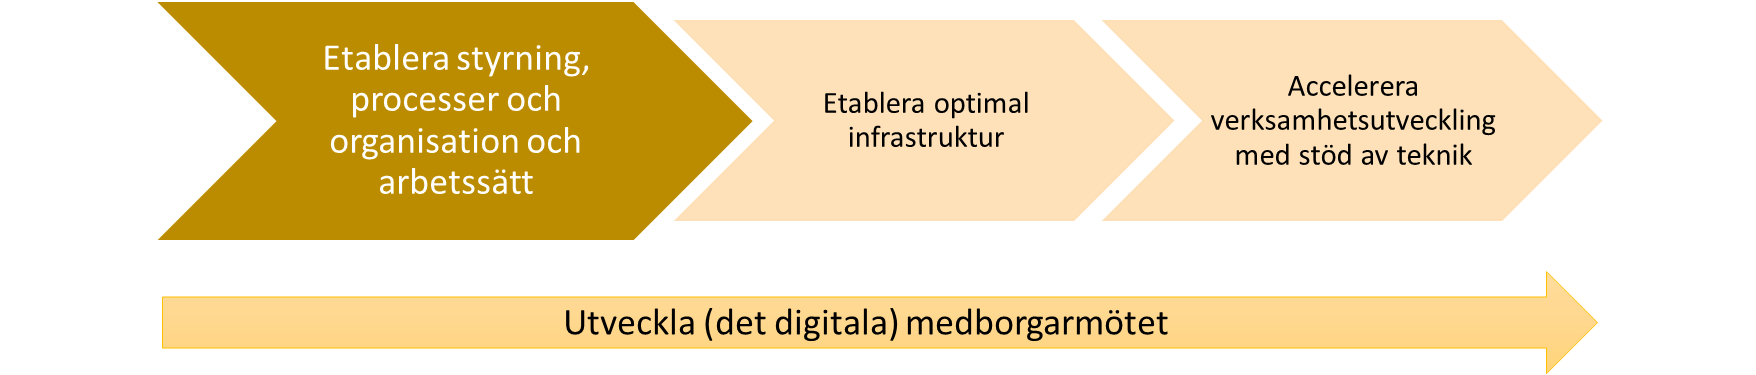 Etablera styrning,
processer och
organisation och
arbetssätt
Etablera optimal
infrastruktur
Accelerera
verksamhetsutveckling
med stöd av teknik
Utveckla (det digitala) medborgarmötet